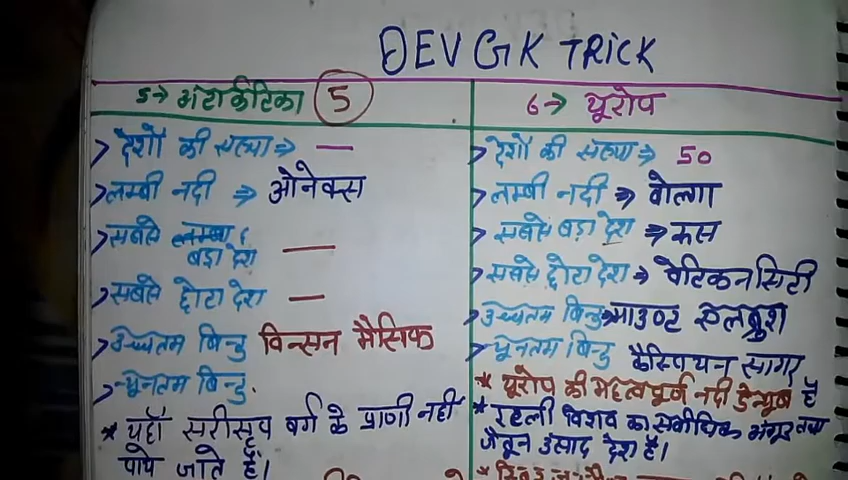 DEV GK TRICK
5→ अंटार्कटिका 5
देशों की संख्या ⇒ —
लम्बी नदी ⇒ ओनेक्स
सबसे लम्बा/
बड़ा देश —
सबसे छोटा देश —
उच्चतम बिन्दु विन्सन मैसिफ
न्यूनतम बिन्दु.
* यहाँ सरीसृप वर्ग के प्राणी नहीं
पाये जाते हैं।
6→ यूरोप
देशों की संख्या ⇒ 50
लम्बी नदी ⇒ वोल्गा
सबसे बड़ा देश ⇒ रूस
सबसे छोटा देश ⇒ वेटिकन सिटी
उच्चतम बिन्दु माउण्ट एलब्रुश
न्यूनतम बिन्दु कैस्पियन सागर
* यूरोप की महत्वपूर्ण नदी डेन्यूब है
* इटली विश्व का सर्वाधिक अंगूर तथा
जैतून उत्पाद देश है।